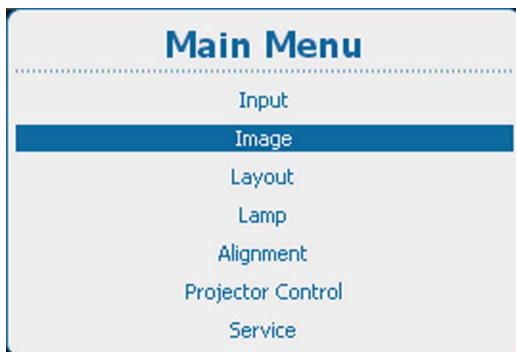 Main Menu
Input
Image
Layout
Lamp
Alignment
Projector Control
Service